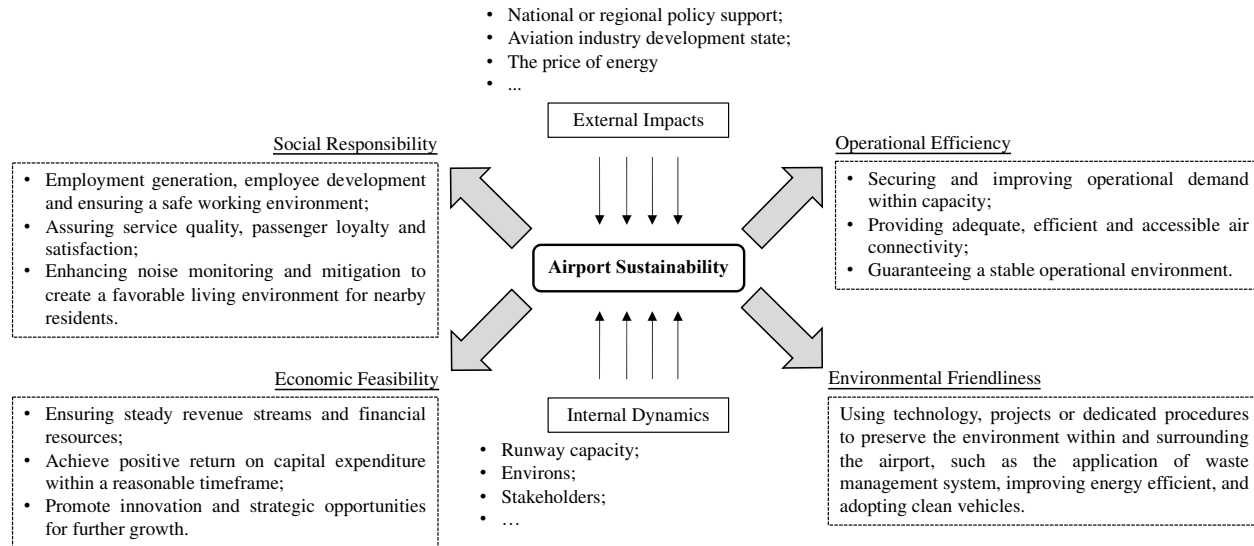 • National or regional policy support;
• Aviation industry development state;
• The price of energy
• ...
External Impacts
Social Responsibility
• Employment generation, employee development
and ensuring a safe working environment;
• Assuring service quality, passenger loyalty and
satisfaction;
• Enhancing noise monitoring and mitigation to
create a favorable living environment for nearby
residents.
Operational Efficiency
• Securing and improving operational demand
within capacity;
• Providing adequate, efficient and accessible air
connectivity;
• Guaranteeing a stable operational environment.
Airport Sustainability
Economic Feasibility
• Ensuring steady revenue streams and financial
resources;
• Achieve positive return on capital expenditure
within a reasonable timeframe;
• Promote innovation and strategic opportunities
for further growth.
Internal Dynamics
• Runway capacity;
• Environs;
• Stakeholders;
• …
Environmental Friendliness
Using technology, projects or dedicated procedures
to preserve the environment within and surrounding
the airport, such as the application of waste
management system, improving energy efficient, and
adopting clean vehicles.